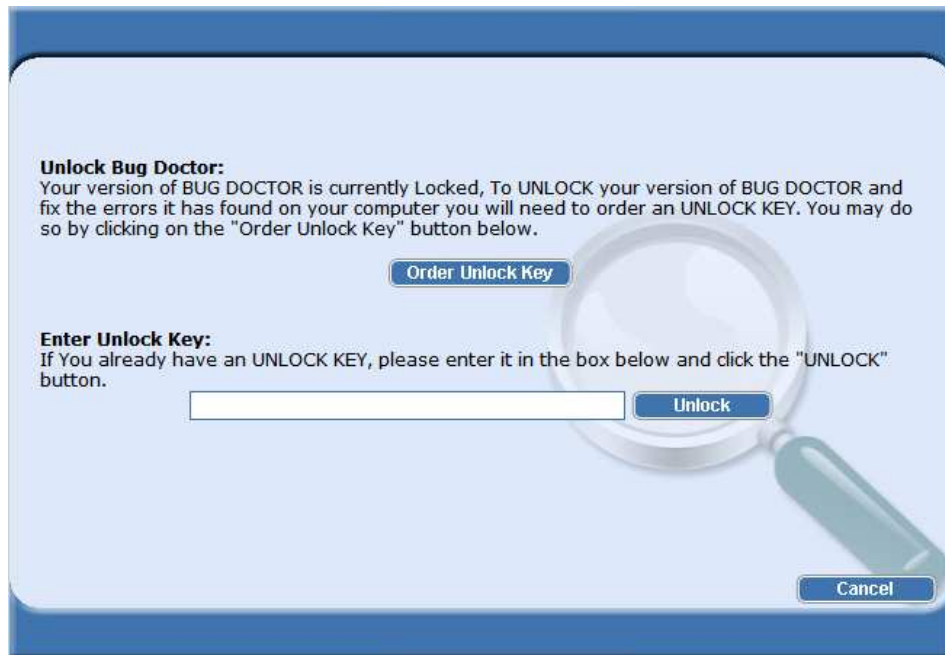 Unlock Bug Doctor:
Your version of BUG DOCTOR is currently Locked, To UNLOCK your version of BUG DOCTOR and
fix the errors it has found on your computer you will need to order an UNLOCK KEY. You may do
so by clicking on the "Order Unlock Key" button below.
Order Unlock Key
Enter Unlock Key:
If You already have an UNLOCK KEY, please enter it in the box below and click the "UNLOCK"
button.
Unlock
Cancel